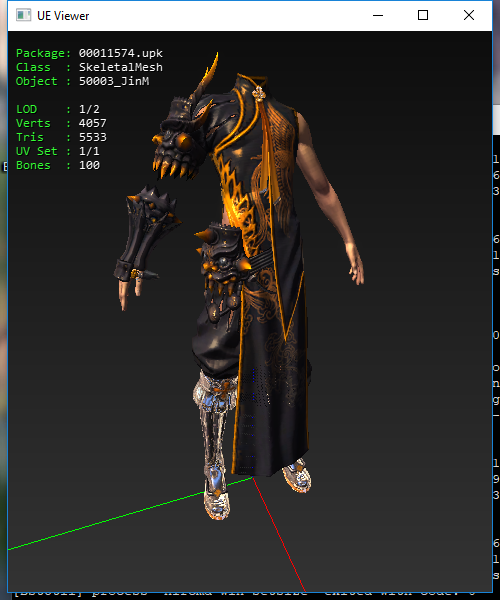 UE Viewer
Package: 00011574.upk
Class : SkeletalMesh
Object : 50003_JinM
LOD : 1/2
Verts : 4057
Tris : 5533
UV Set : 1/1
Bones : 100